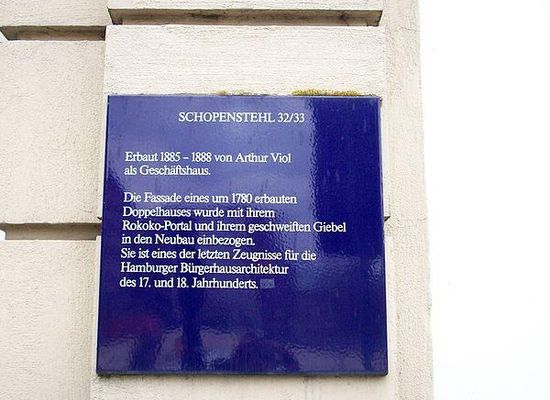 SCHOPENSTEHL 32/33
Erbaut 1885 – 1888 von Arthur Viol
als Geschäftshaus.
Die Fassade eines um 1780 erbauten
Doppelhauses wurde mit ihrem
Rokoko-Portal und ihrem geschweiften Giebel
in den Neubau einbezogen.
Sie ist eines der letzten Zeugnisse für die
Hamburger Bürgerhausarchitektur
des 17. und 18. Jahrhunderts.